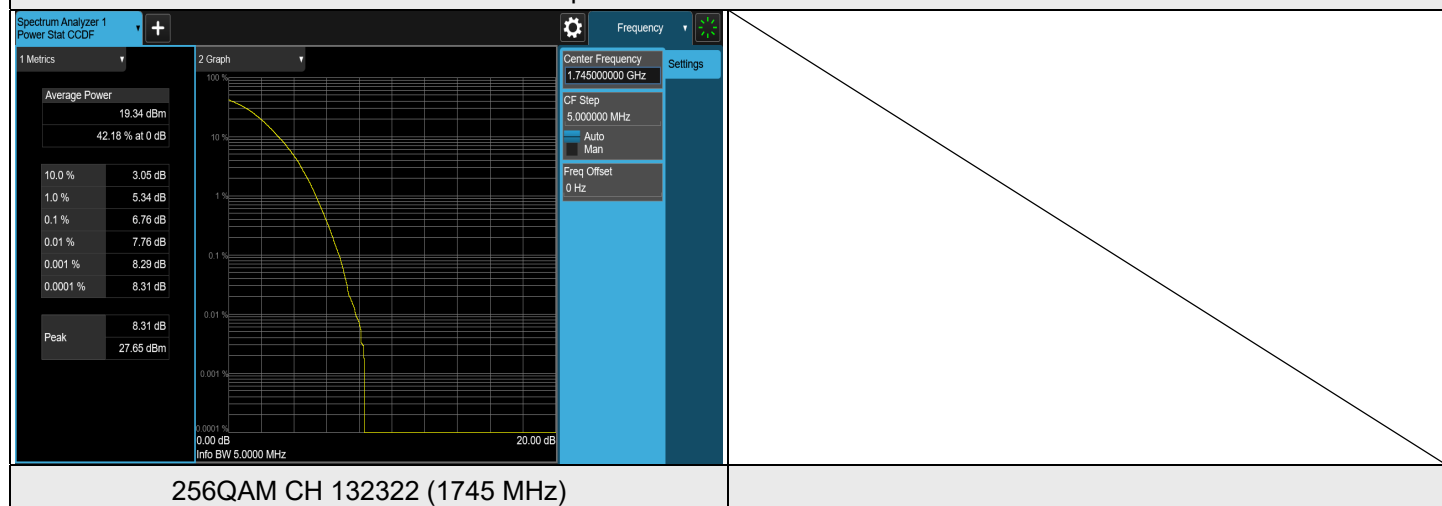 Spectrum Analyzer 1
Power Stat CCDF
+
Frequency
1 Metrics
Average Power
19.34 dBm
42.18 % at 0 dB
10.0 % 3.05 dB
1.0 % 5.34 dB
0.1 % 6.76 dB
0.01 % 7.76 dB
0.001 % 8.29 dB
0.0001 % 8.31 dB
Peak
8.31 dB
27.65 dBm
2 Graph
100 %
10 %
1 %
0.1 %
0.01 %
0.001 %
0.0001 %
0.00 dB 20.00 dB
Info BW 5.0000 MHz
Center Frequency
1.745000000 GHz
Settings
CF Step
5.000000 MHz
Auto
Man
Freq Offset
0 Hz
256QAM CH 132322 (1745 MHz)